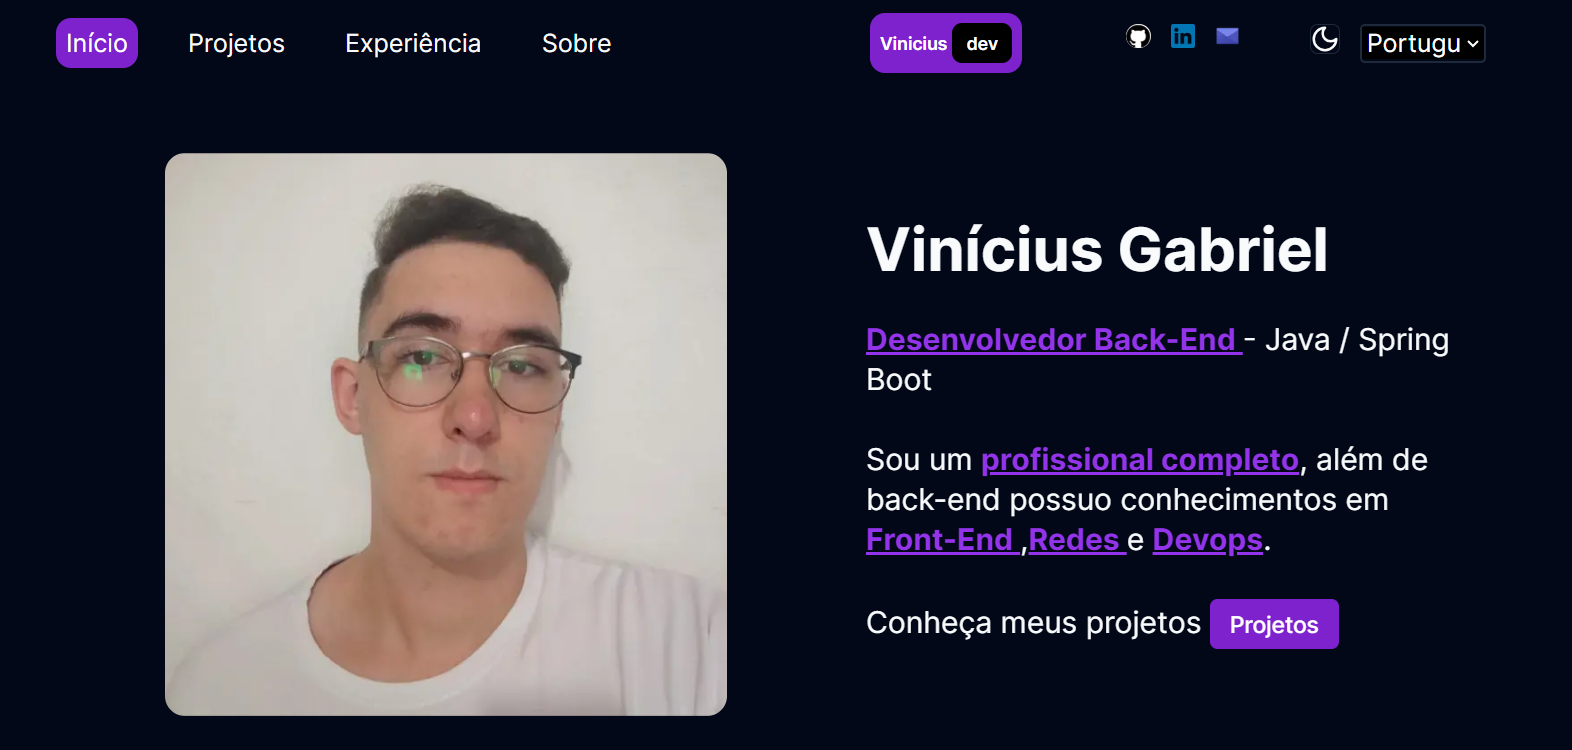 Início Projetos Experiência Sobre Vinicius dev Portugu
Vinícius Gabriel
Desenvolvedor Back-End - Java / Spring
Boot
Sou um profissional completo, além de
back-end possuo conhecimentos em
Front-End ,Redes e Devops.
Conheça meus projetos Projetos